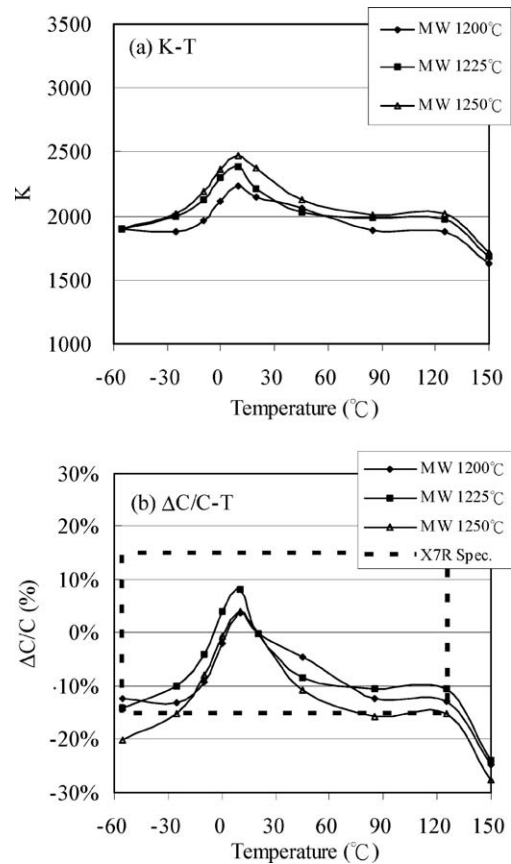 (a) K-T
MW 1200℃
MW 1225℃
MW 1250℃
3500
3000
2500
2000
1500
1000
K
-60 -30 0 30 60 90 120 150
Temperature (℃)
(b) ΔC/C-T
MW 1200℃
MW 1225℃
MW 1250℃
X7R Spec.
30%
20%
10%
0%
-10%
-20%
-30%
ΔC/C (%)
-60 -30 0 30 60 90 120 150
Temperature (℃)